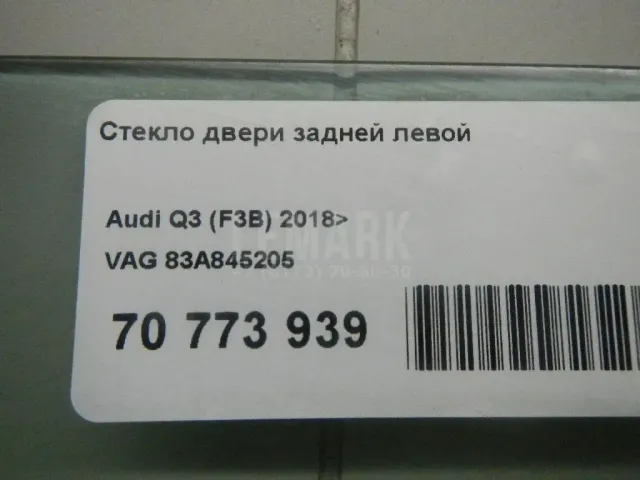 Стекло двери задней левой
Audi Q3 (F3B) 2018>
VAG 83A845205
70 773 939